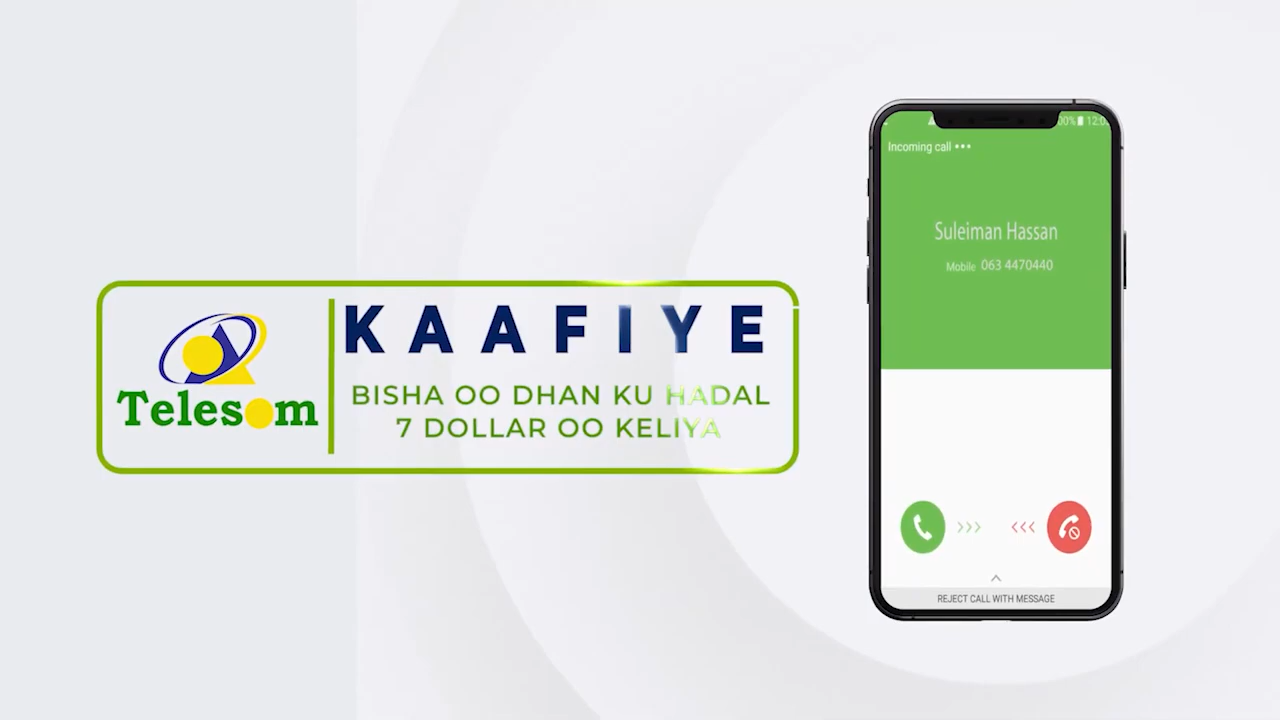 Telesom
KAAFIYE
BISHA OO DHAN KU HADAL
7 DOLLAR OO KELIYA
Incoming call •••
Suleiman Hassan
Mobile 063 4470440
REJECT CALL WITH MESSAGE